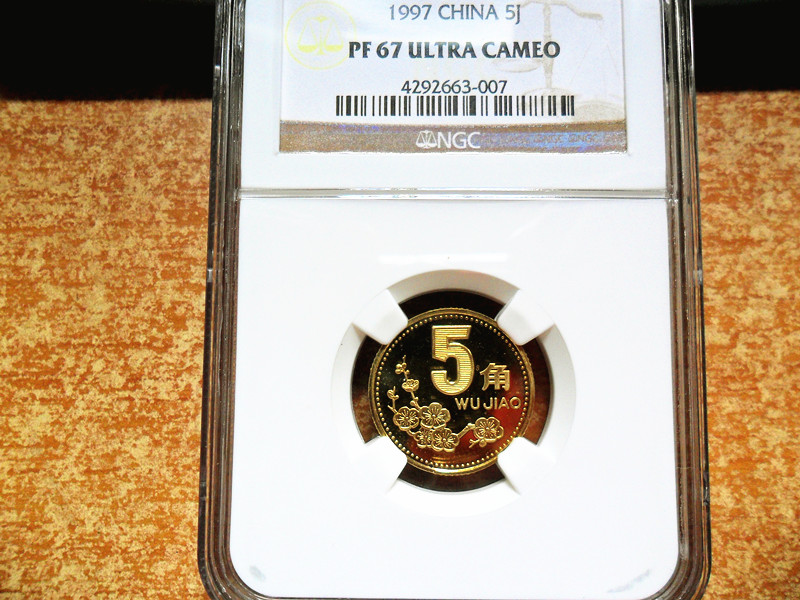 1997 CHINA 5J
PF 67 ULTRA CAMEO
4292663-007
NGC
5角
WU JIAO